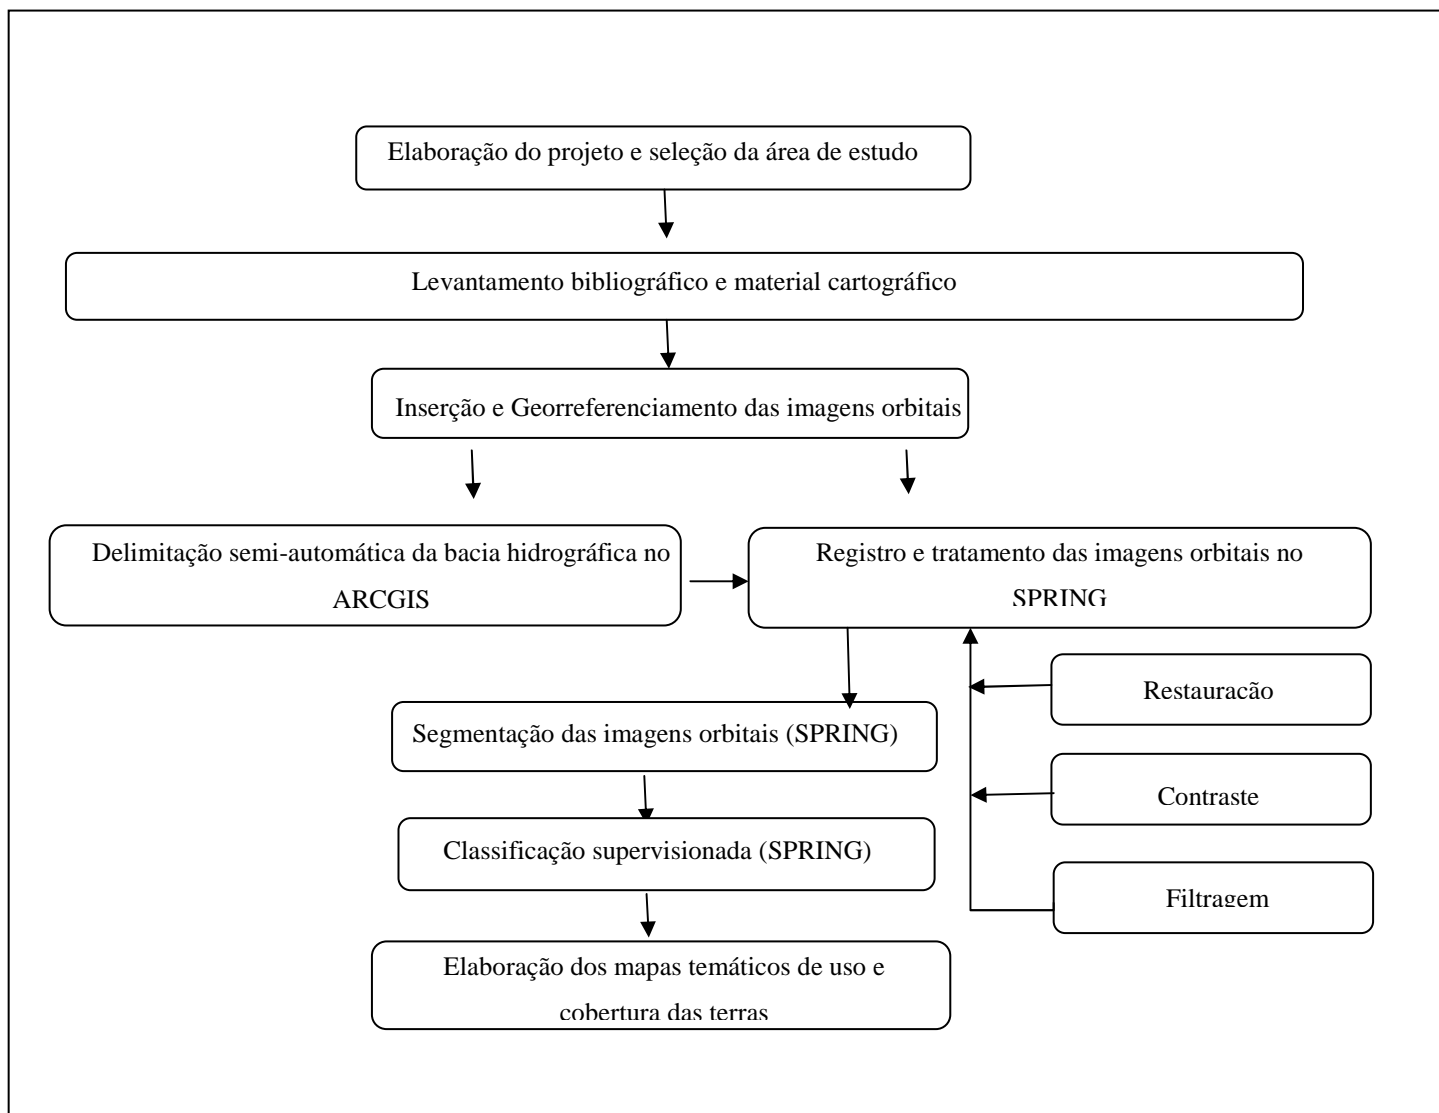 Elaboração do projeto e seleção da área de estudo
Levantamento bibliográfico e material cartográfico
Inserção e Georreferenciamento das imagens orbitais
Delimitação semi-automática da bacia hidrográfica no
ARCGIS
Registro e tratamento das imagens orbitais no
SPRING
Restauracão
Segmentação das imagens orbitais (SPRING)
Contraste
Classificação supervisionada (SPRING)
Filtragem
Elaboração dos mapas temáticos de uso e
cobertura das terras